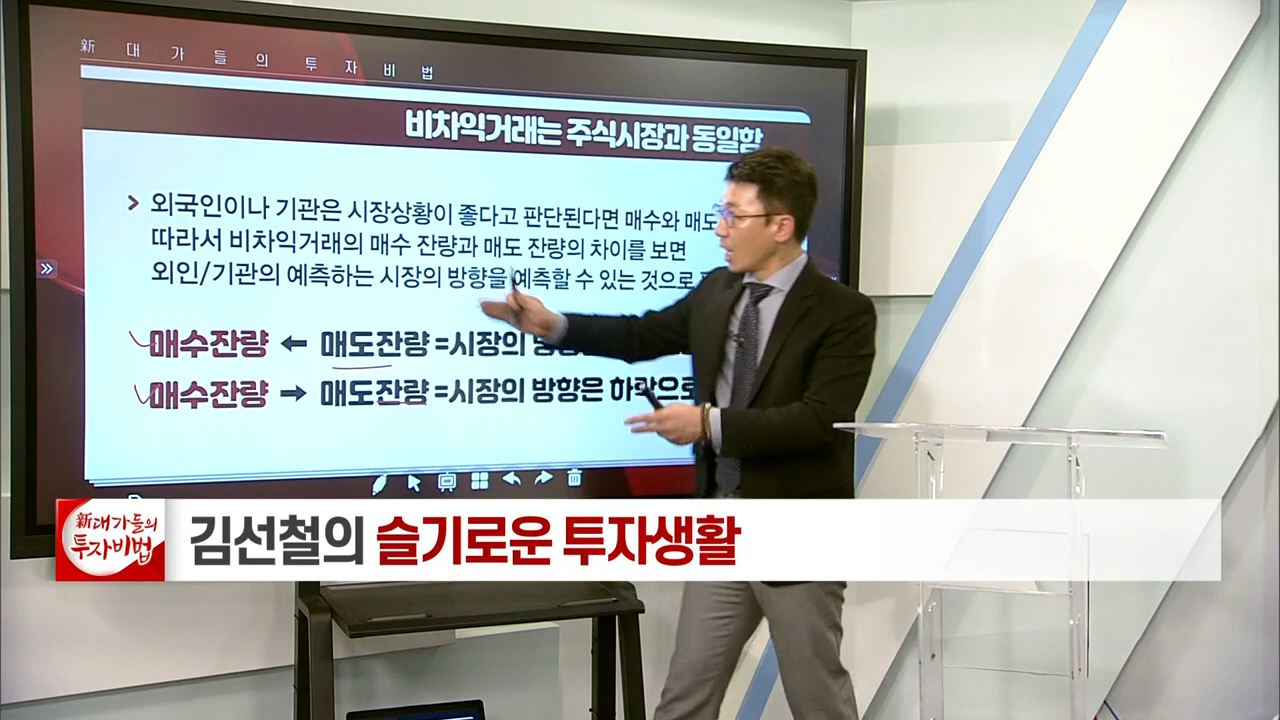 新 대 가 들 의 투 자 비 법
비차익거래는 주식시장과 동일함
외국인이나 기관은 시장상황이 좋다고 판단된다면 매수와 매도
따라서 비차익거래의 매수 잔량과 매도 잔량의 차이를 보면
외인/기관의 예측하는 시장의 방향을 예측할 수 있는 것으로
매수잔량 ← 매도잔량 =시장의
매수잔량 → 매도잔량 =시장의 방향은 하락으로
新대가들의
투자비법
김선철의 슬기로운 투자생활